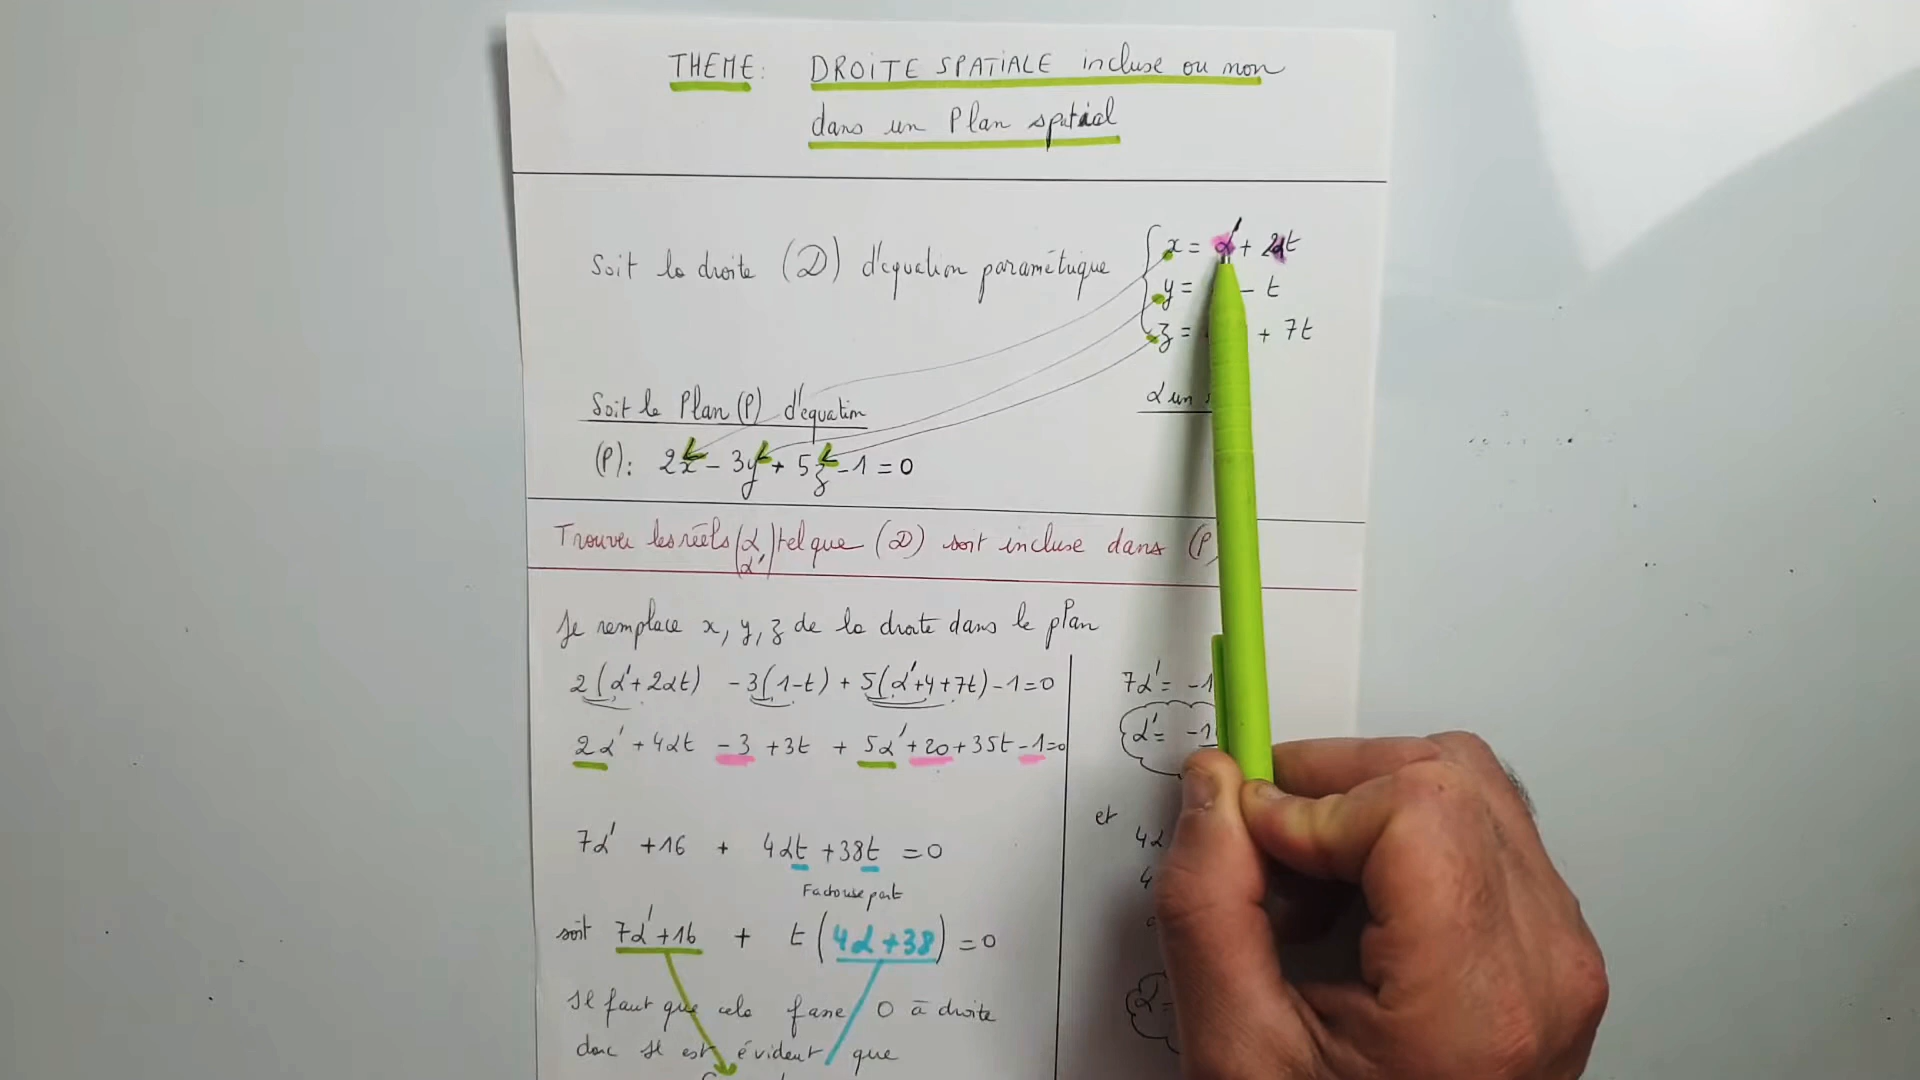 THEME: DROITE SPATIALE incluse ou non
dans un Plan spatial
Soit la droite (D) d'equation paramétrique
x = α' + 2αt
y = - t
z = + 7t
α un
Soit le Plan (P) d'equation
(P): 2x - 3y + 5z - 1 = 0
Trouver les réels (α α') tel que (D) soit incluse dans (P
Je remplace x, y, z de la droite dans le plan
2(α'+2αt) -3(1-t) + 5(α'+4+7t) -1=0
2α' + 4αt -3 +3t + 5α' +20 +35t -1=0
7α' +16 + 4αt +38t = 0
Factorise par t
soit 7α'+16 + t(4α+38) = 0
Il faut que cela fasse 0 à droite
donc il est évident que
7α' = -1
α' = -1
et
4α
4
α =